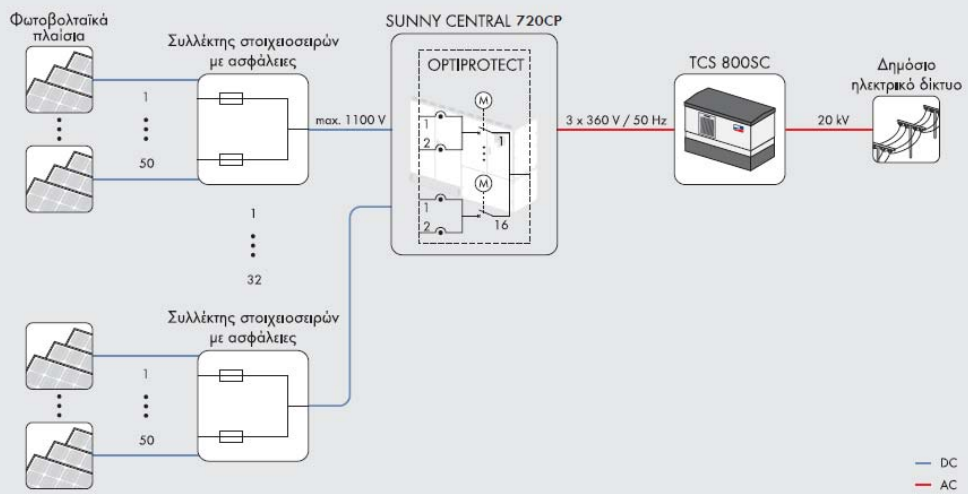 Φωτοβολταϊκά
πλαίσια
Συλλέκτης στοιχειοσειρών
με ασφάλειες
1
50
max. 1100 V
SUNNY CENTRAL 720CP
OPTIPROTECT
M
1
2
1
M
1
2
16
3 x 360 V / 50 Hz
TCS 800SC
20 kV
Δημόσιο
ηλεκτρικό δίκτυο
1
32
Συλλέκτης στοιχειοσειρών
με ασφάλειες
1
50
DC
AC